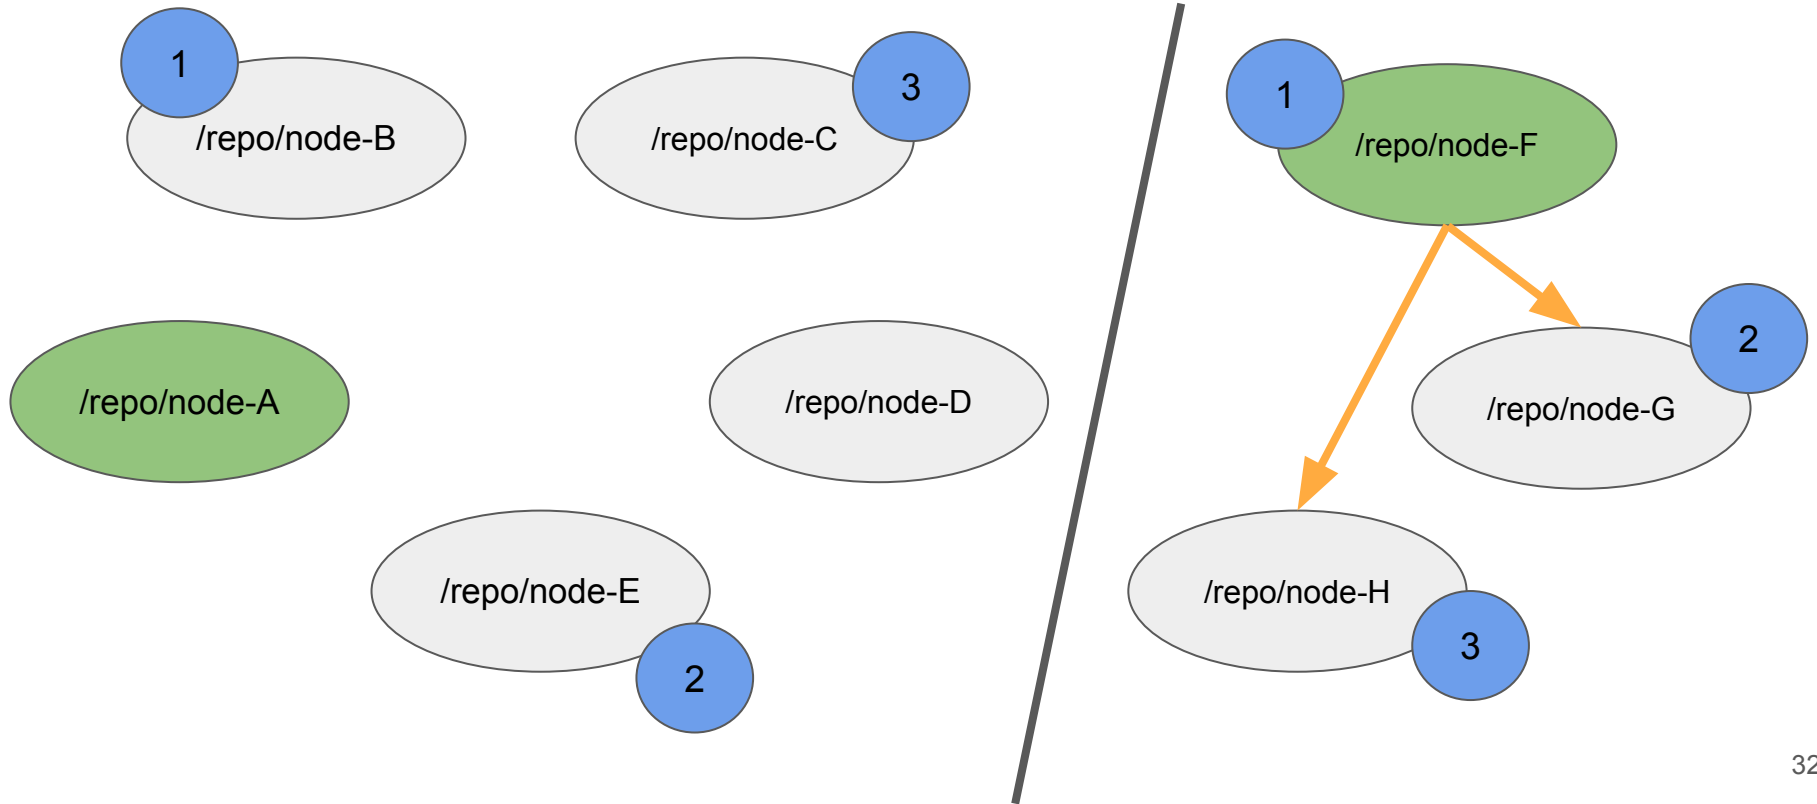 1
/repo/node-B
3
/repo/node-C
/repo/node-A
/repo/node-D
/repo/node-E
2
1
/repo/node-F
2
/repo/node-G
/repo/node-H
3
32